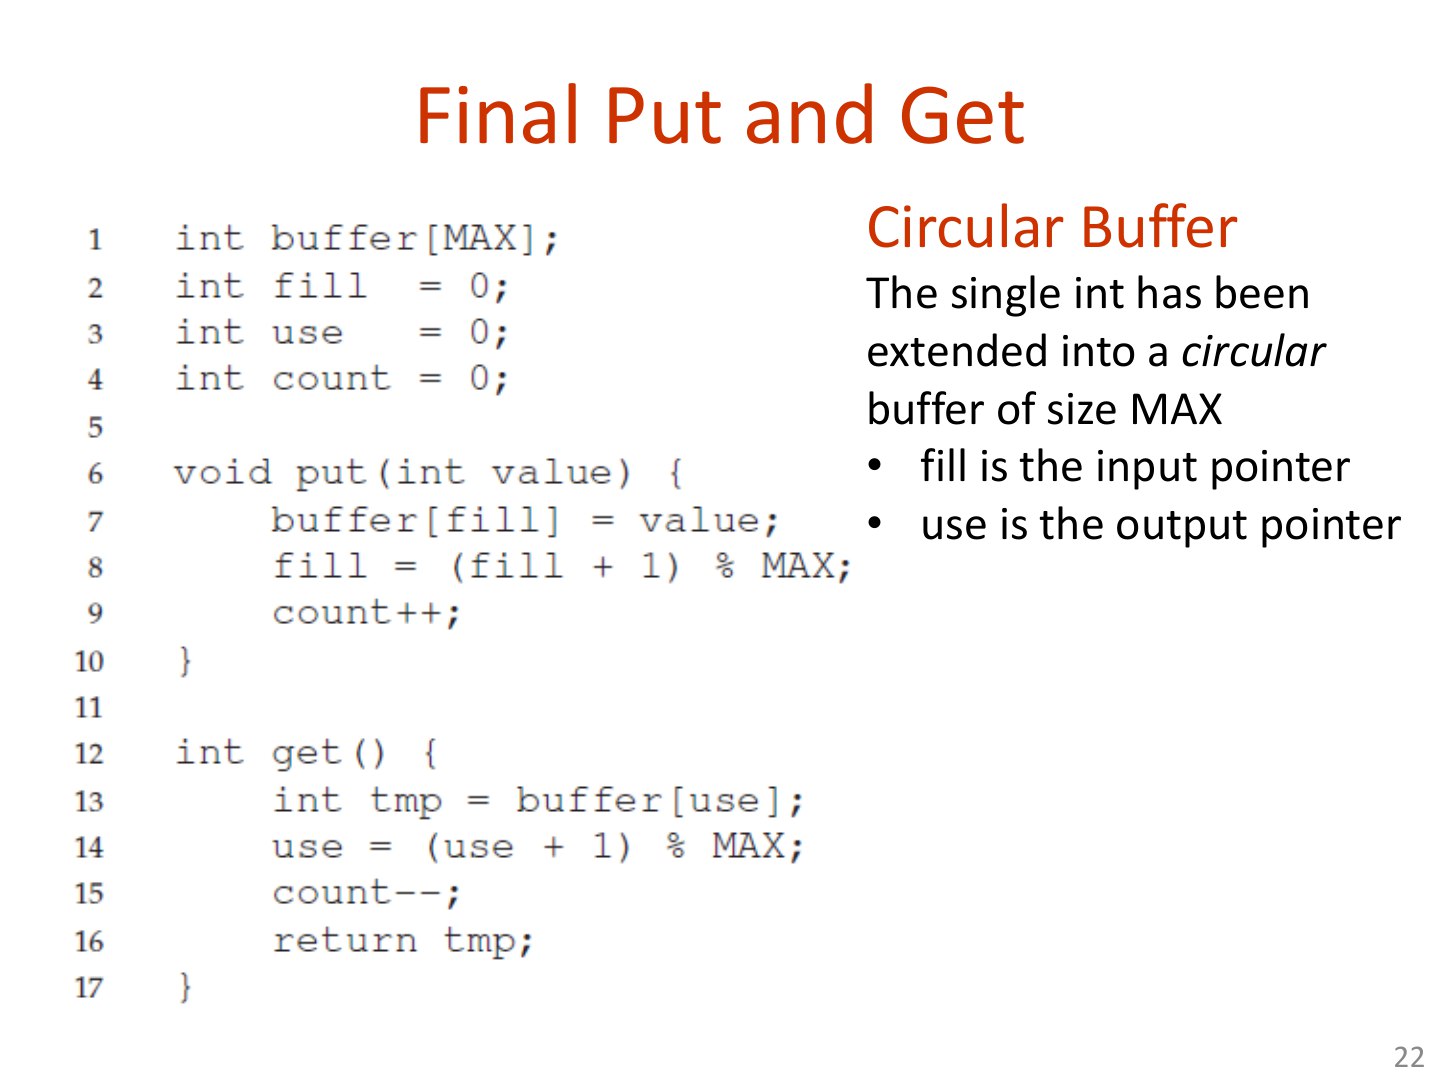 Final Put and Get
1 int buffer[MAX];
2 int fill = 0;
3 int use = 0;
4 int count = 0;
5
6 void put(int value) {
7 buffer[fill] = value;
8 fill = (fill + 1) % MAX;
9 count++;
10 }
11
12 int get() {
13 int tmp = buffer[use];
14 use = (use + 1) % MAX;
15 count--;
16 return tmp;
17 }
Circular Buffer
The single int has been
extended into a circular
buffer of size MAX
• fill is the input pointer
• use is the output pointer
22